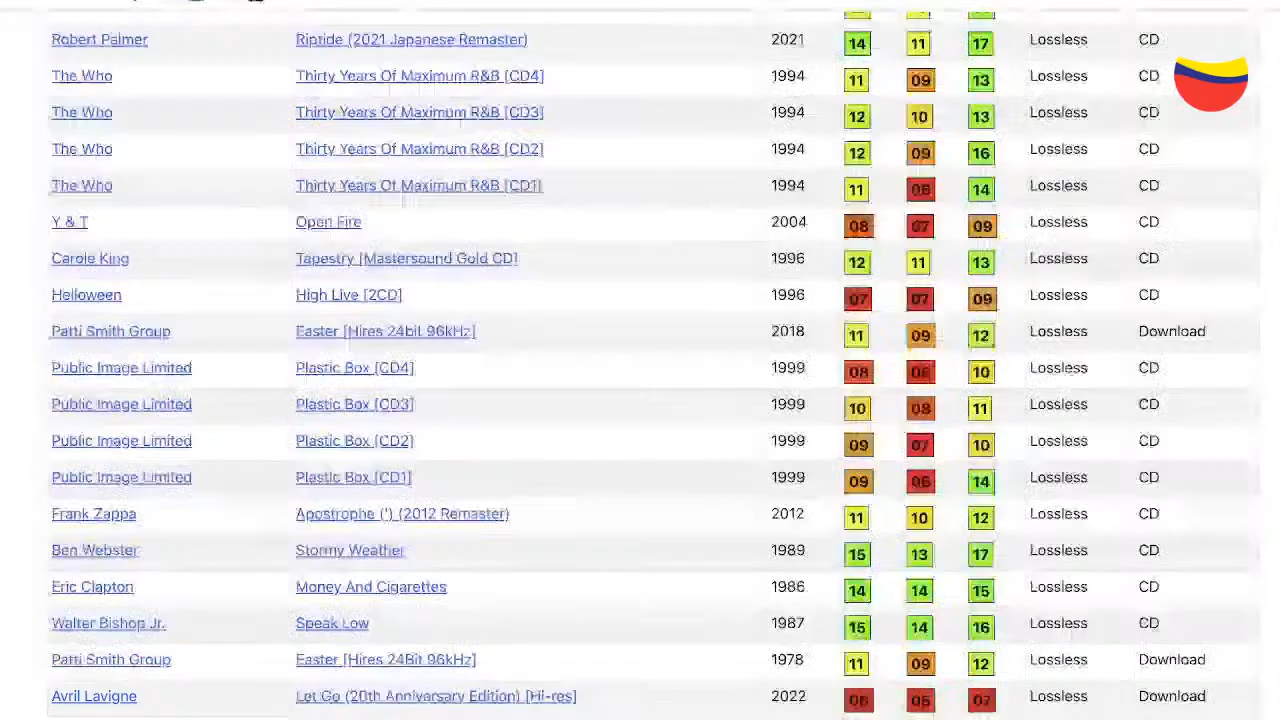 Robert Palmer Riptide (2021 Japanese Remaster) 2021 14 11 17 Lossless CD
The Who Thirty Years Of Maximum R&B [CD4] 1994 11 09 13 Lossless CD
The Who Thirty Years Of Maximum R&B [CD3] 1994 12 10 13 Lossless CD
The Who Thirty Years Of Maximum R&B [CD2] 1994 12 09 16 Lossless CD
The Who Thirty Years Of Maximum R&B [CD1] 1994 11 14 Lossless CD
Y & T Open Fire 2004 08 07 09 Lossless CD
Carole King Tapestry [Mastersound Gold CD] 1996 12 11 13 Lossless CD
Helloween High Live [2CD] 1996 07 07 09 Lossless CD
Patti Smith Group Easter [Hires 24bit 96kHz] 2018 11 09 12 Lossless Download
Public Image Limited Plastic Box [CD4] 1999 08 10 Lossless CD
Public Image Limited Plastic Box [CD3] 1999 10 08 11 Lossless CD
Public Image Limited Plastic Box [CD2] 1999 09 07 10 Lossless CD
Public Image Limited Plastic Box [CD1] 1999 09 06 14 Lossless CD
Frank Zappa Apostrophe (') (2012 Remaster) 2012 11 10 12 Lossless CD
Ben Webster Stormy Weather 1989 15 13 17 Lossless CD
Eric Clapton Money And Cigarettes 1986 14 14 15 Lossless CD
Walter Bishop Jr. Speak Low 1987 15 14 16 Lossless CD
Patti Smith Group Easter [Hires 24Bit 96kHz] 1978 11 09 12 Lossless Download
Avril Lavigne Let Go (20th Anniversary Edition) [Hi-res] 2022 06 05 07 Lossless Download